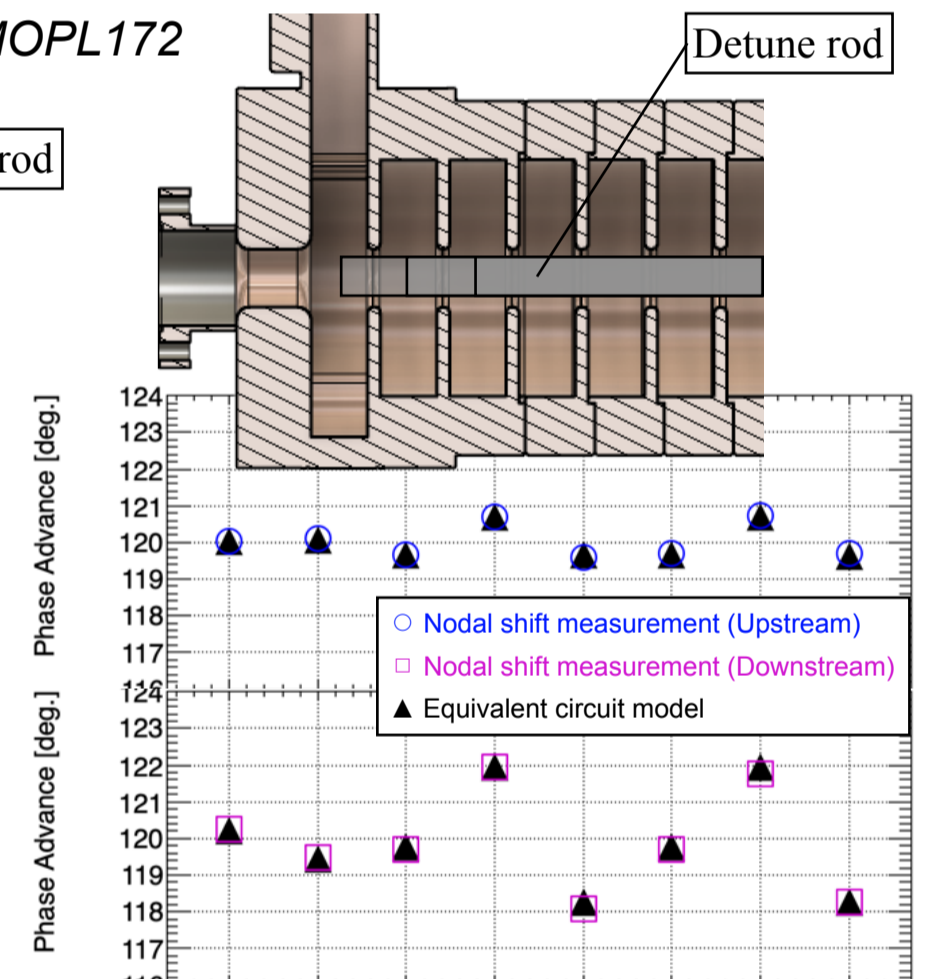 MOPL172
Detune rod
rod
Phase Advance [deg.]
124
123
122
121
120
119
118
117
116
Nodal shift measurement (Upstream)
Nodal shift measurement (Downstream)
Equivalent circuit model
Phase Advance [deg.]
124
123
122
121
120
119
118
117